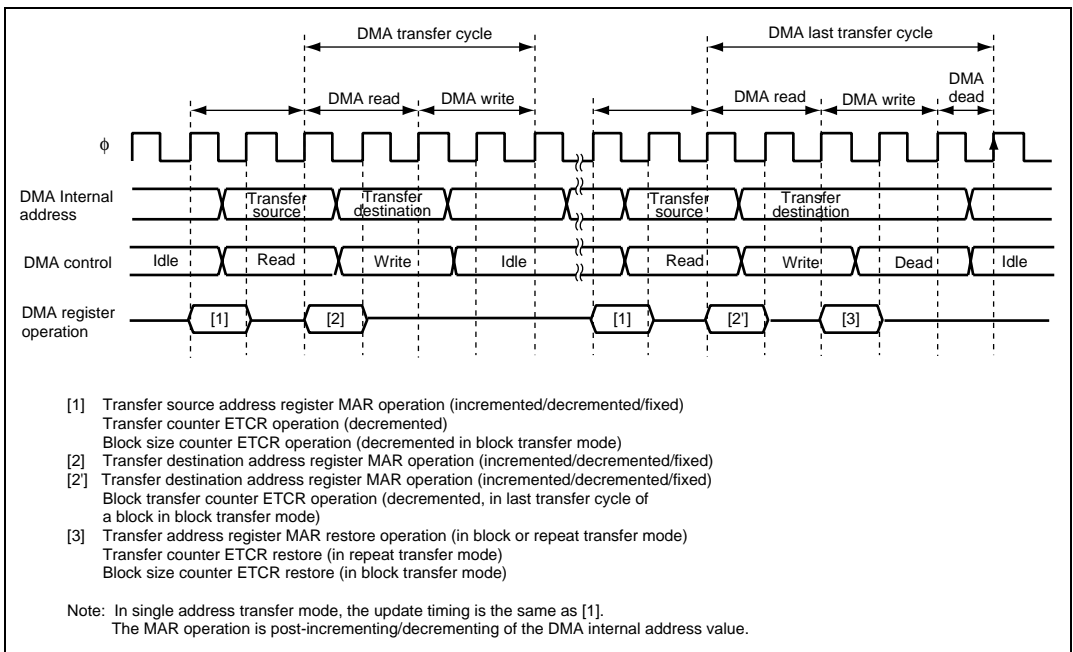 DMA transfer cycle
DMA last transfer cycle
DMA read
DMA write
DMA read
DMA write
DMA
dead
ϕ
DMA Internal
address
Transfer
source
Transfer
destination
Transfer
source
Transfer
destination
DMA control
Idle
Read
Write
Idle
Read
Write
Dead
Idle
DMA register
operation
[1]
[2]
[1]
[2']
[3]
[1] Transfer source address register MAR operation (incremented/decremented/fixed)
Transfer counter ETCR operation (decremented)
Block size counter ETCR operation (decremented in block transfer mode)
[2] Transfer destination address register MAR operation (incremented/decremented/fixed)
[2'] Transfer destination address register MAR operation (incremented/decremented/fixed)
Block transfer counter ETCR operation (decremented, in last transfer cycle of
a block in block transfer mode)
[3] Transfer address register MAR restore operation (in block or repeat transfer mode)
Transfer counter ETCR restore (in repeat transfer mode)
Block size counter ETCR restore (in block transfer mode)
Note: In single address transfer mode, the update timing is the same as [1].
The MAR operation is post-incrementing/decrementing of the DMA internal address value.